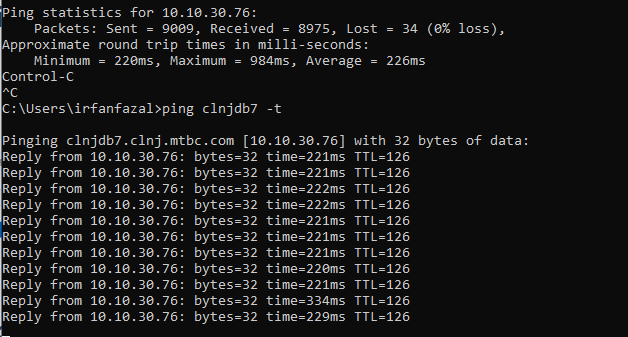 Ping statistics for 10.10.30.76:
    Packets: Sent = 9009, Received = 8975, Lost = 34 (0% loss),
Approximate round trip times in milli-seconds:
    Minimum = 220ms, Maximum = 984ms, Average = 226ms
Control-C
^C
C:\Users\irfanfazal>ping clnjdb7 -t
Pinging clnjdb7.clnj.mtbc.com [10.10.30.76] with 32 bytes of data:
Reply from 10.10.30.76: bytes=32 time=221ms TTL=126
Reply from 10.10.30.76: bytes=32 time=221ms TTL=126
Reply from 10.10.30.76: bytes=32 time=222ms TTL=126
Reply from 10.10.30.76: bytes=32 time=222ms TTL=126
Reply from 10.10.30.76: bytes=32 time=221ms TTL=126
Reply from 10.10.30.76: bytes=32 time=221ms TTL=126
Reply from 10.10.30.76: bytes=32 time=221ms TTL=126
Reply from 10.10.30.76: bytes=32 time=220ms TTL=126
Reply from 10.10.30.76: bytes=32 time=221ms TTL=126
Reply from 10.10.30.76: bytes=32 time=334ms TTL=126
Reply from 10.10.30.76: bytes=32 time=229ms TTL=126